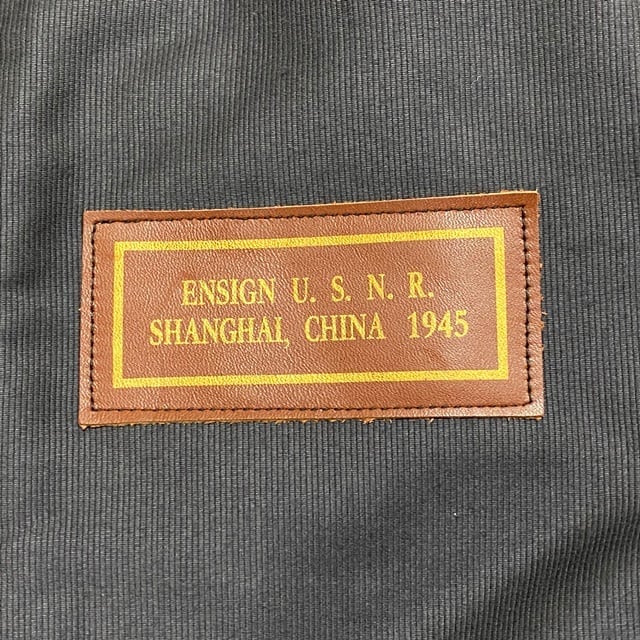 ENSIGN U. S. N. R.
SHANGHAI, CHINA 1945